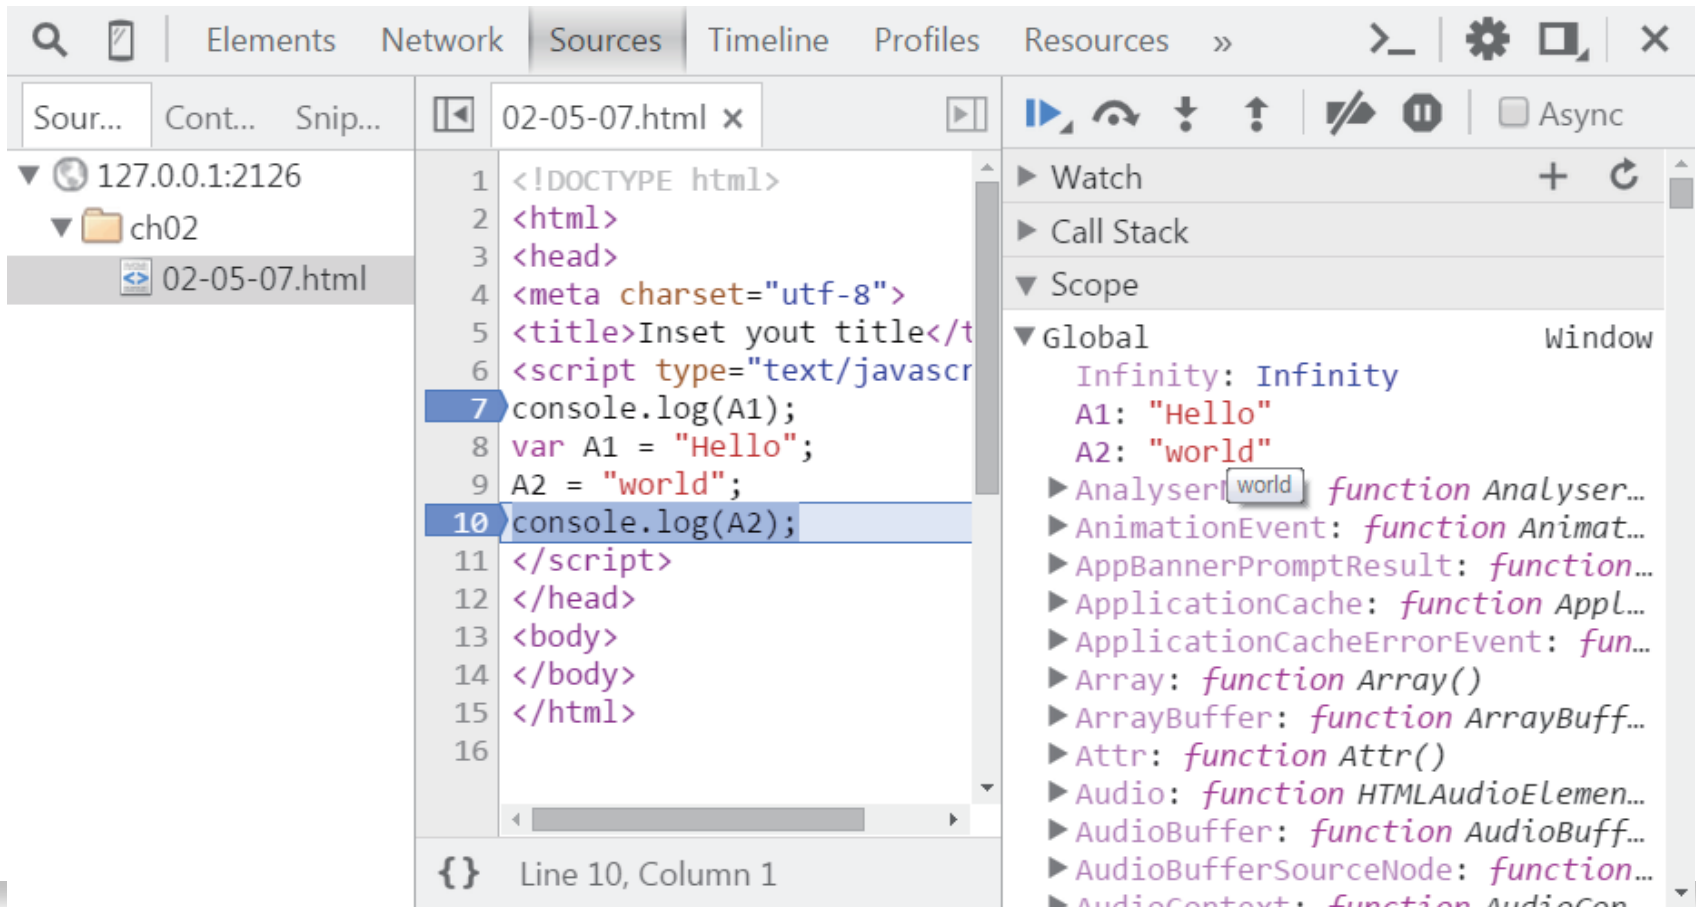 Elements Network Sources Timeline Profiles Resources »
Sour... Cont... Snip...
127.0.0.1:2126
ch02
02-05-07.html
02-05-07.html ×
1 <!DOCTYPE html>
2 <html>
3 <head>
4 <meta charset="utf-8">
5 <title>Inset yout title</t
6 <script type="text/javascr
7 console.log(A1);
8 var A1 = "Hello";
9 A2 = "world";
10 console.log(A2);
11 </script>
12 </head>
13 <body>
14 </body>
15 </html>
16
{} Line 10, Column 1
Async
Watch
Call Stack
Scope
Global Window
Infinity: Infinity
A1: "Hello"
A2: "world"
world
function Analyser…
AnimationEvent: function Animat…
AppBannerPromptResult: function…
ApplicationCache: function Appl…
ApplicationCacheErrorEvent: fun…
Array: function Array()
ArrayBuffer: function ArrayBuff…
Attr: function Attr()
Audio: function HTMLAudioElemen…
AudioBuffer: function AudioBuff…
AudioBufferSourceNode: function…
AudioContext: function AudioCon